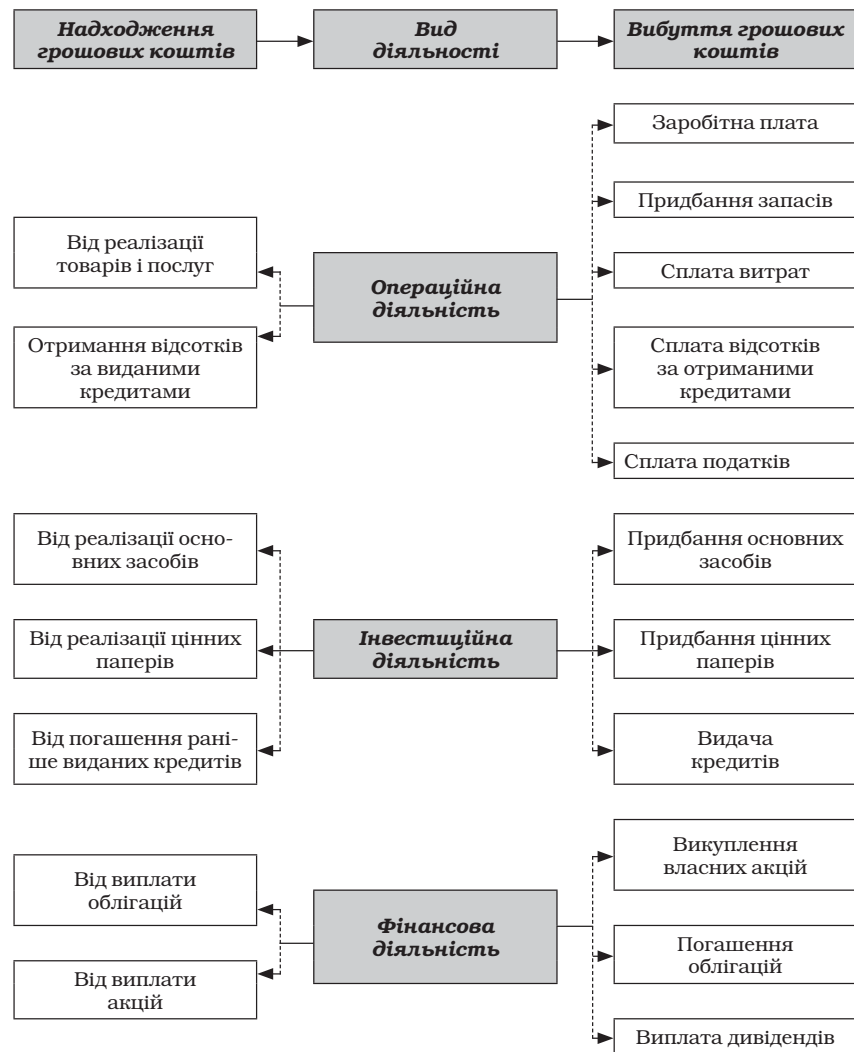 Надходження
грошових коштів
Вид
діяльності
Вибуття грошових
коштів
Від реалізації
товарів і послуг
Отримання відсотків
за виданими
кредитами
Операційна
діяльність
Заробітна плата
Придбання запасів
Сплата витрат
Сплата відсотків
за отриманими
кредитами
Сплата податків
Від реалізації осно-
вних засобів
Від реалізації цінних
паперів
Від погашення рані-
ше виданих кредитів
Інвестиційна
діяльність
Придбання основних
засобів
Придбання цінних
паперів
Видача
кредитів
Від виплати
облігацій
Від виплати
акцій
Фінансова
діяльність
Викуплення
власних акцій
Погашення
облігацій
Виплата дивідендів